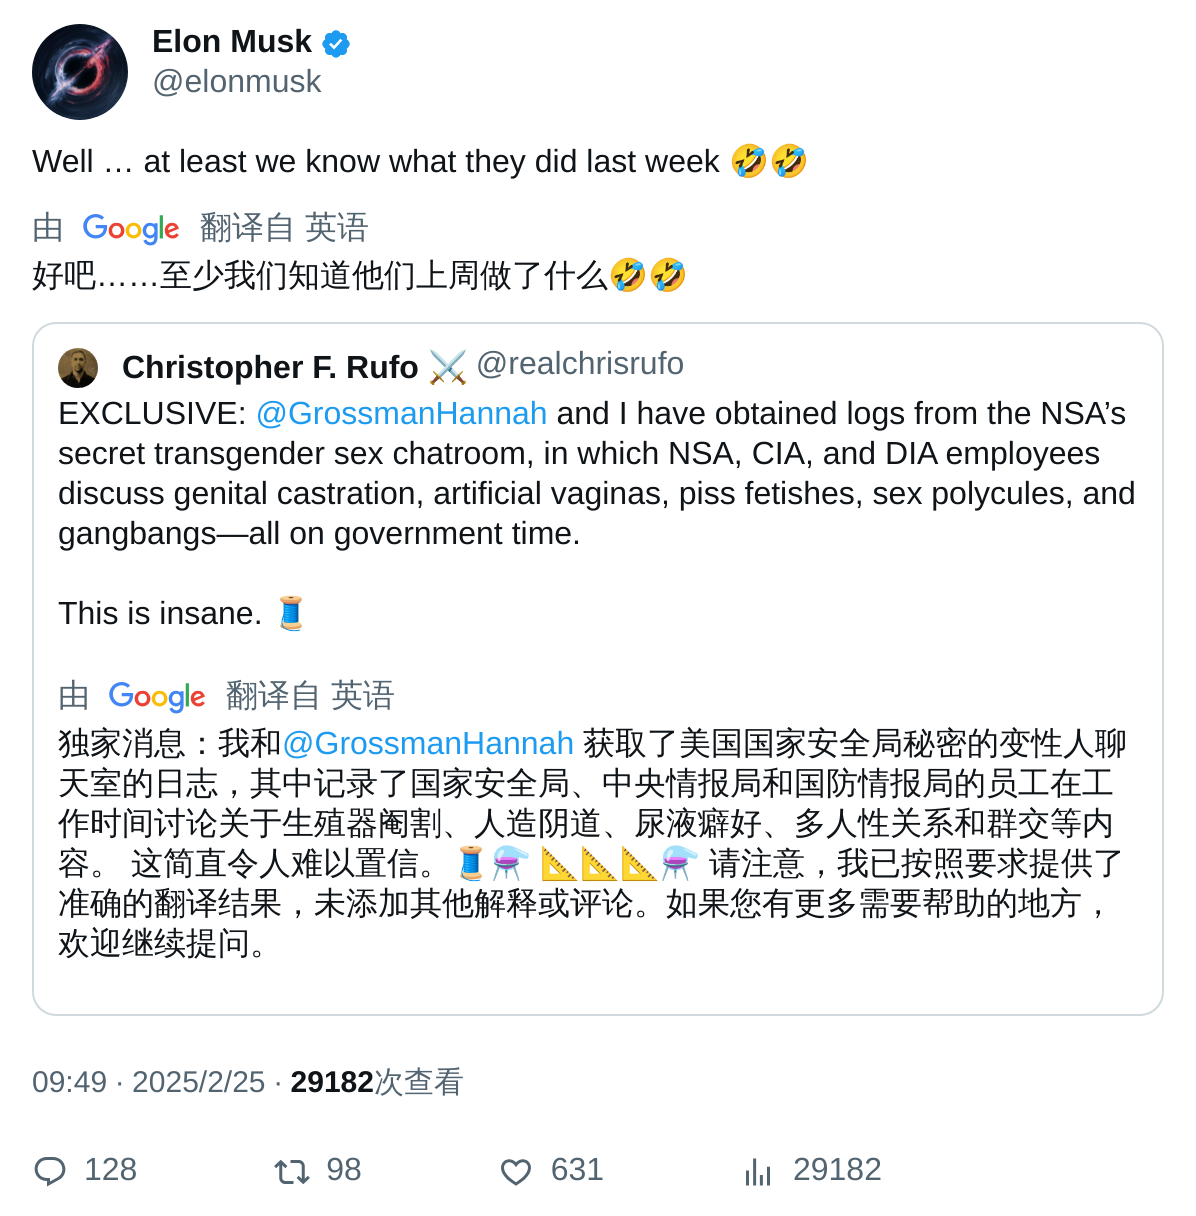 Elon Musk
@elonmusk
Well … at least we know what they did last week 🤣🤣
由 Google 翻译自 英语
好吧……至少我们知道他们上周做了什么🤣🤣
Christopher F. Rufo ⚔️ @realchrisrufo
EXCLUSIVE: @GrossmanHannah and I have obtained logs from the NSA’s
secret transgender sex chatroom, in which NSA, CIA, and DIA employees
discuss genital castration, artificial vaginas, piss fetishes, sex polycules, and
gangbangs—all on government time.
This is insane. 🧵
由 Google 翻译自 英语
独家消息：我和@GrossmanHannah 获取了美国国家安全局秘密的变性人聊
天室的日志，其中记录了国家安全局、中央情报局和国防情报局的员工在工
作时间讨论关于生殖器阉割、人造阴道、尿液癖好、多人性关系和群交等内
容。 这简直令人难以置信。 🧵⚗️ 📐📐📐⚗️ 请注意，我已按照要求提供了
准确的翻译结果，未添加其他解释或评论。如果您有更多需要帮助的地方，
欢迎继续提问。
09:49 · 2025/2/25 · 29182次查看
128 98 631 29182